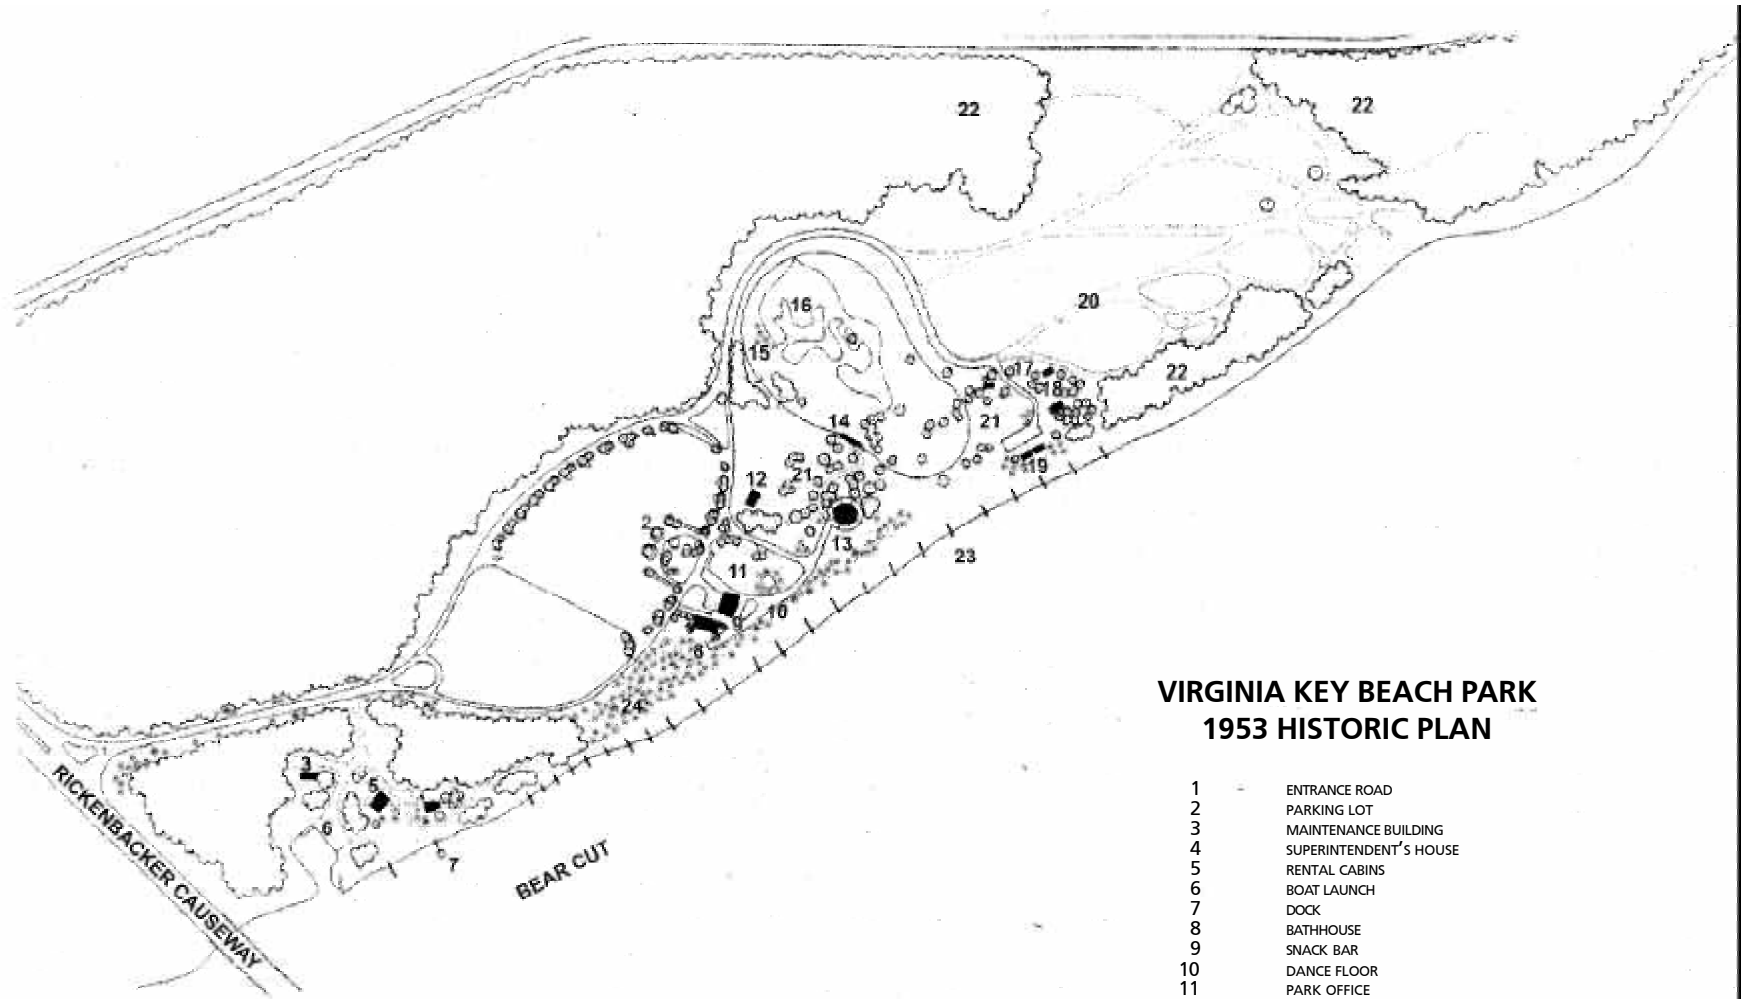 22
22
16
20
15
17
22
18
14
21
21
19
12
2
13
23
11
10
8
24
3
5
6
7
BEAR CUT
RICKENBACKER CAUSEWAY
VIRGINIA KEY BEACH PARK
1953 HISTORIC PLAN
1 ENTRANCE ROAD
2 PARKING LOT
3 MAINTENANCE BUILDING
4 SUPERINTENDENT'S HOUSE
5 RENTAL CABINS
6 BOAT LAUNCH
7 DOCK
8 BATHHOUSE
9 SNACK BAR
10 DANCE FLOOR
11 PARK OFFICE